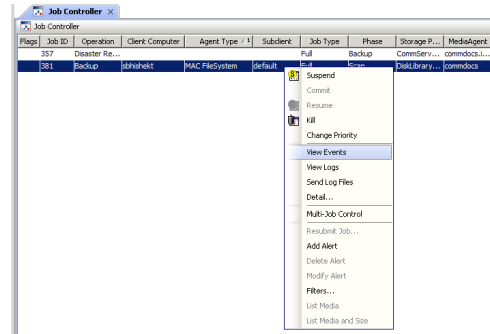 Job Controller ×
Job Controller
Flags Job ID Operation Client Computer Agent Type / 1 Subclient Job Type Phase Storage P... MediaAgent
357 Disaster Re... Full Backup CommServ... commdocs.i...
381 Backup sbhishekt MAC FileSystem default Full Scan DiskLibrary... commdocs
Suspend
Commit
Resume
Kill
Change Priority
View Events
View Logs
Send Log Files
Detail...
Multi-Job Control
Resubmit Job...
Add Alert
Delete Alert
Modify Alert
Filters...
List Media
List Media and Size